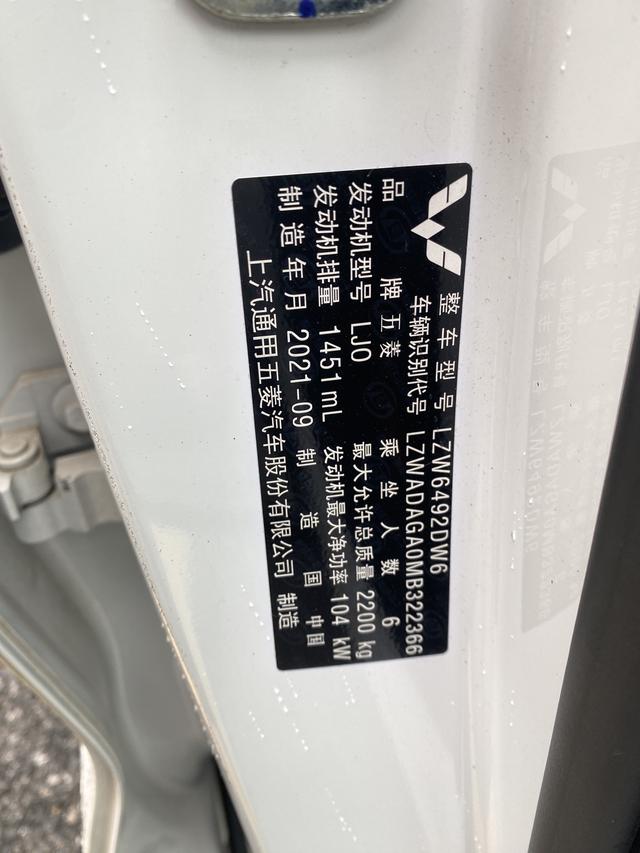 整车型号 LZW6492DW6
车辆识别代号 LZWADAGA0MB322366
品牌 五菱 乘坐人数 6
发动机型号 LJO 最大允许总质量 2200 kg
发动机排量 1451 mL 发动机最大净功率 104 kW
制造年月 2021-09 制造国 中国
上汽通用五菱汽车股份有限公司 制造